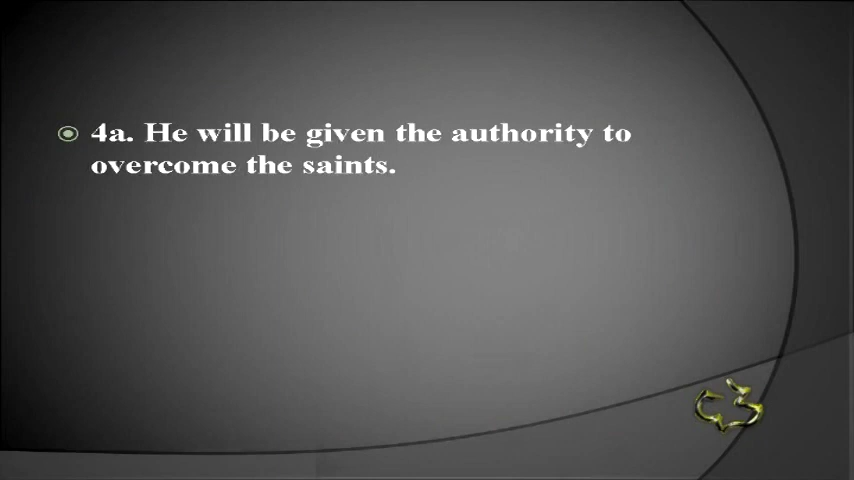 4a. He will be given the authority to
overcome the saints.